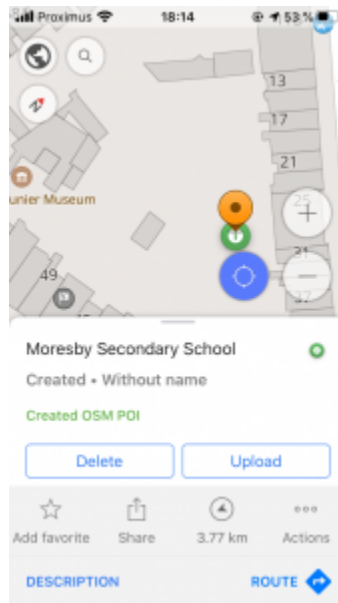 Proximus 18:14 53 %
13
17
21
unier Museum
25
31
49
37
Moresby Secondary School
Created • Without name
Created OSM POI
Delete Upload
Add favorite Share 3.77 km Actions
DESCRIPTION ROUTE